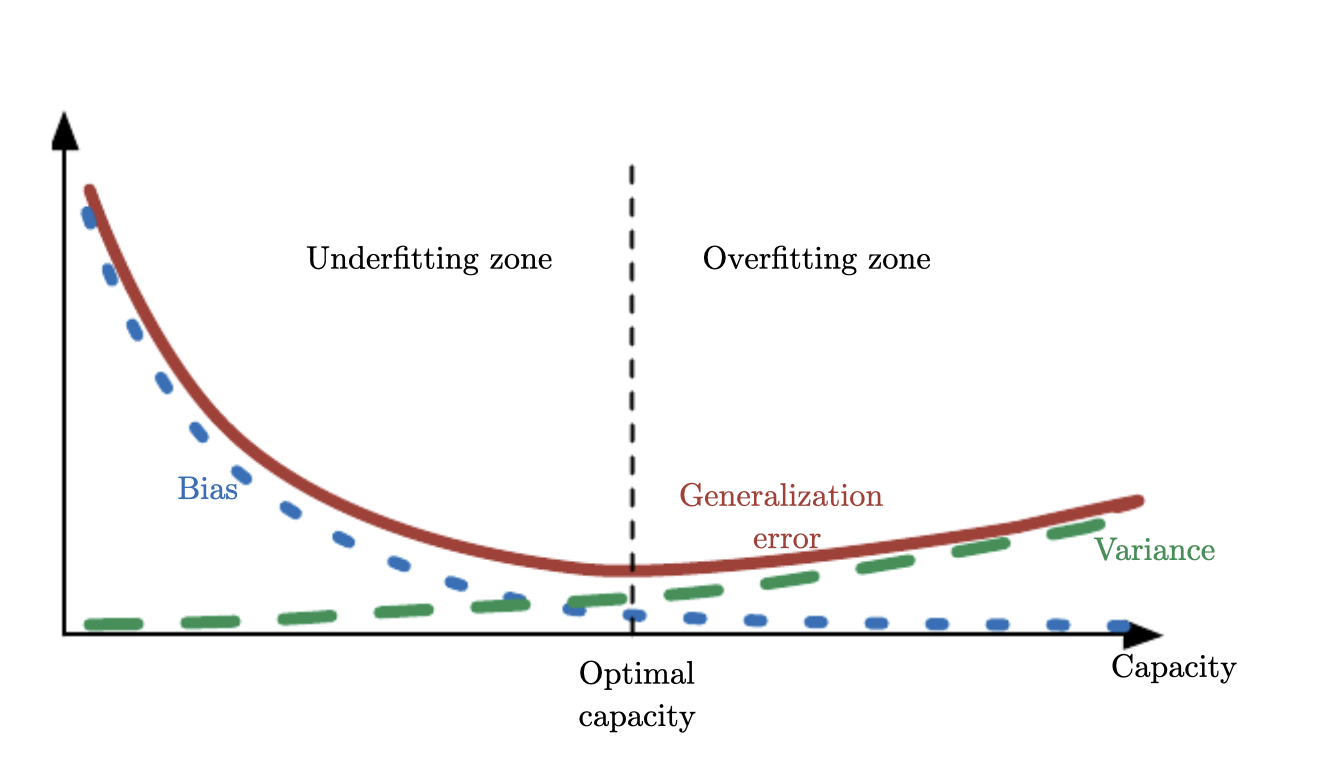 Underfitting zone
Overfitting zone
Bias
Generalization
error
Variance
Optimal
capacity
Capacity